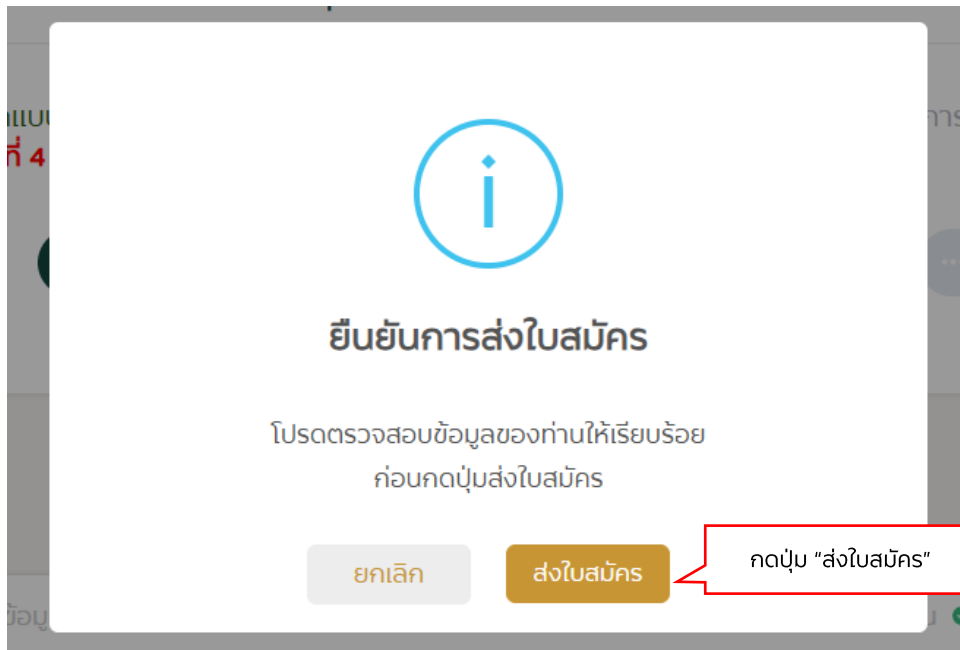 ที่ 4
ยืนยันการส่งใบสมัคร
โปรดตรวจสอบข้อมูลของท่านให้เรียบร้อย
ก่อนกดปุ่มส่งใบสมัคร
ยกเลิก
ส่งใบสมัคร
กดปุ่ม “ส่งใบสมัคร”